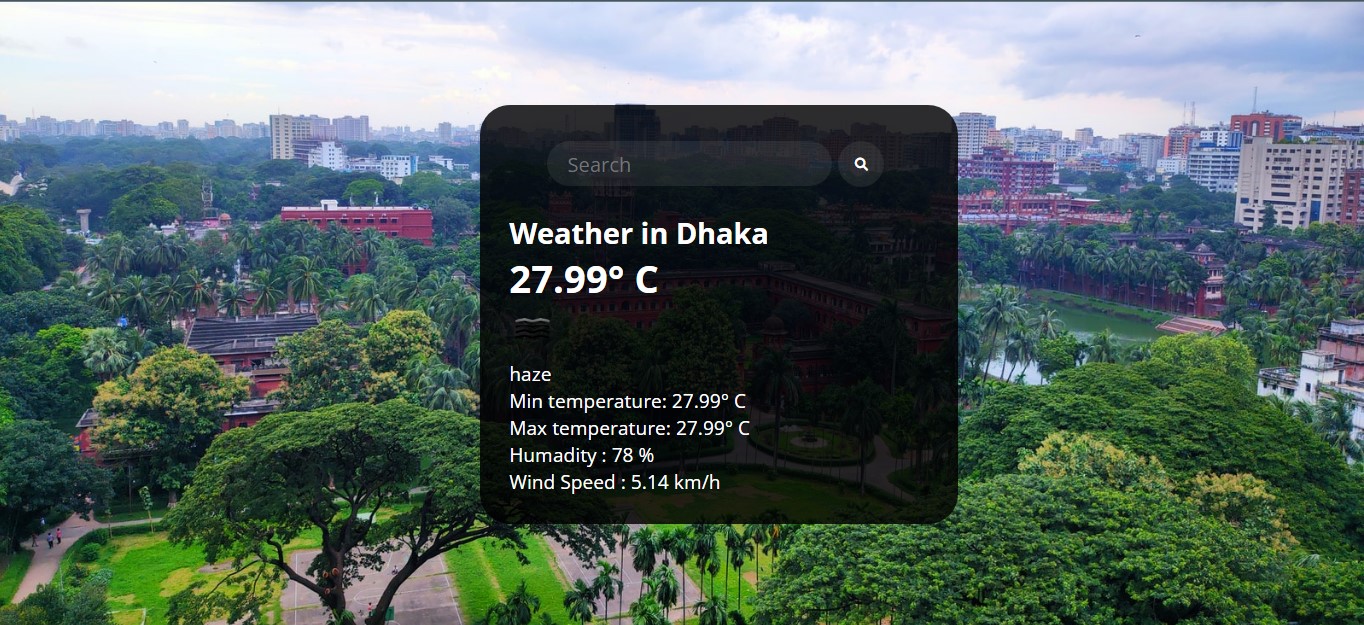 Search
Weather in Dhaka
27.99° C
haze
Min temperature: 27.99° C
Max temperature: 27.99° C
Humadity : 78 %
Wind Speed : 5.14 km/h